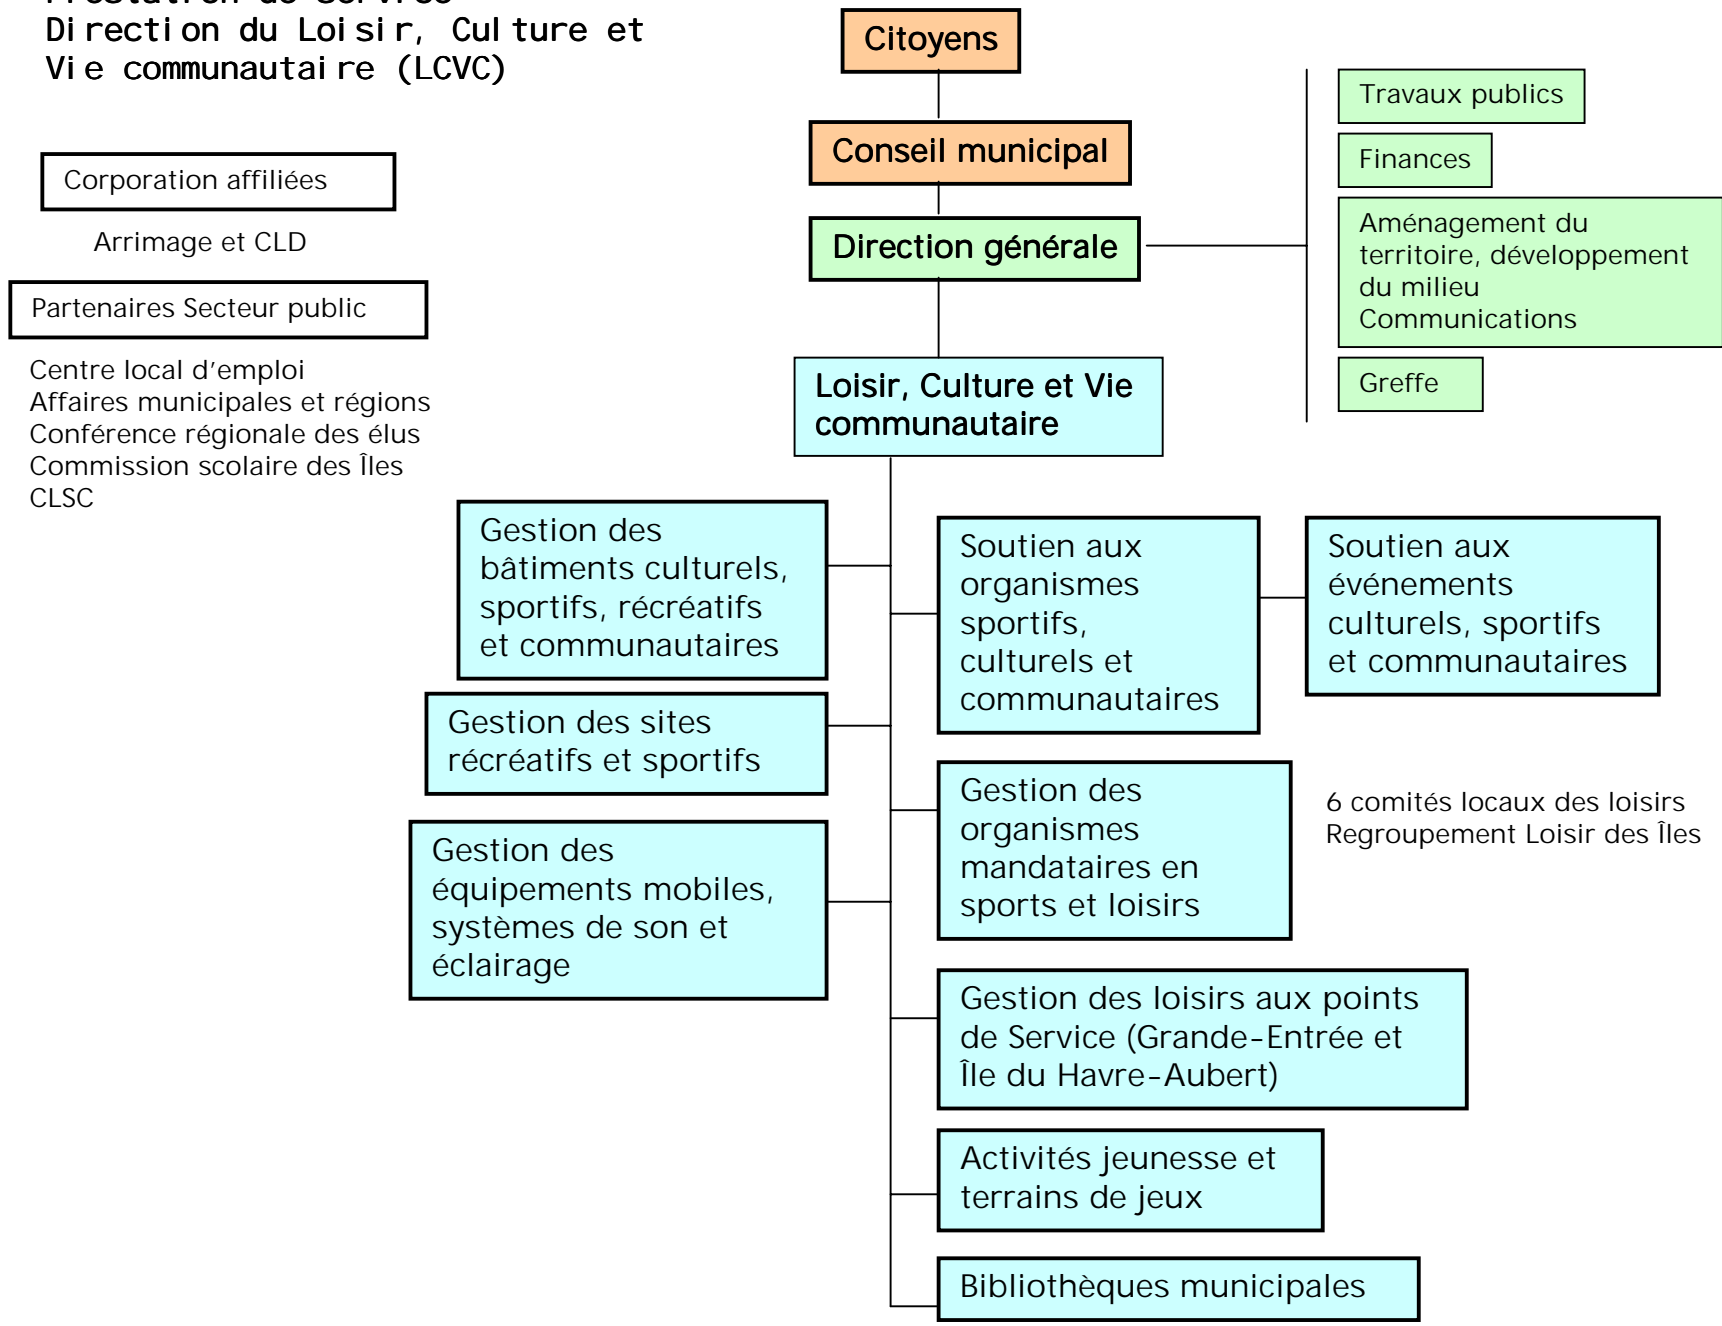 Direction du Loisir, Culture et
Vie communautaire (LCVC)
Citoyens
Conseil municipal
Direction générale
Travaux publics
Finances
Aménagement du
territoire, développement
du milieu
Communications
Greffe
Corporation affiliées
Arrimage et CLD
Partenaires Secteur public
Centre local d’emploi
Affaires municipales et régions
Conférence régionale des élus
Commission scolaire des Îles
CLSC
Loisir, Culture et Vie
communautaire
Gestion des
bâtiments culturels,
sportifs, récréatifs
et communautaires
Gestion des sites
récréatifs et sportifs
Gestion des
équipements mobiles,
systèmes de son et
éclairage
Soutien aux
organismes
sportifs,
culturels et
communautaires
Soutien aux
événements
culturels, sportifs
et communautaires
Gestion des
organismes
mandataires en
sports et loisirs
6 comités locaux des loisirs
Regroupement Loisir des Îles
Gestion des loisirs aux points
de Service (Grande-Entrée et
Île du Havre-Aubert)
Activités jeunesse et
terrains de jeux
Bibliothèques municipales